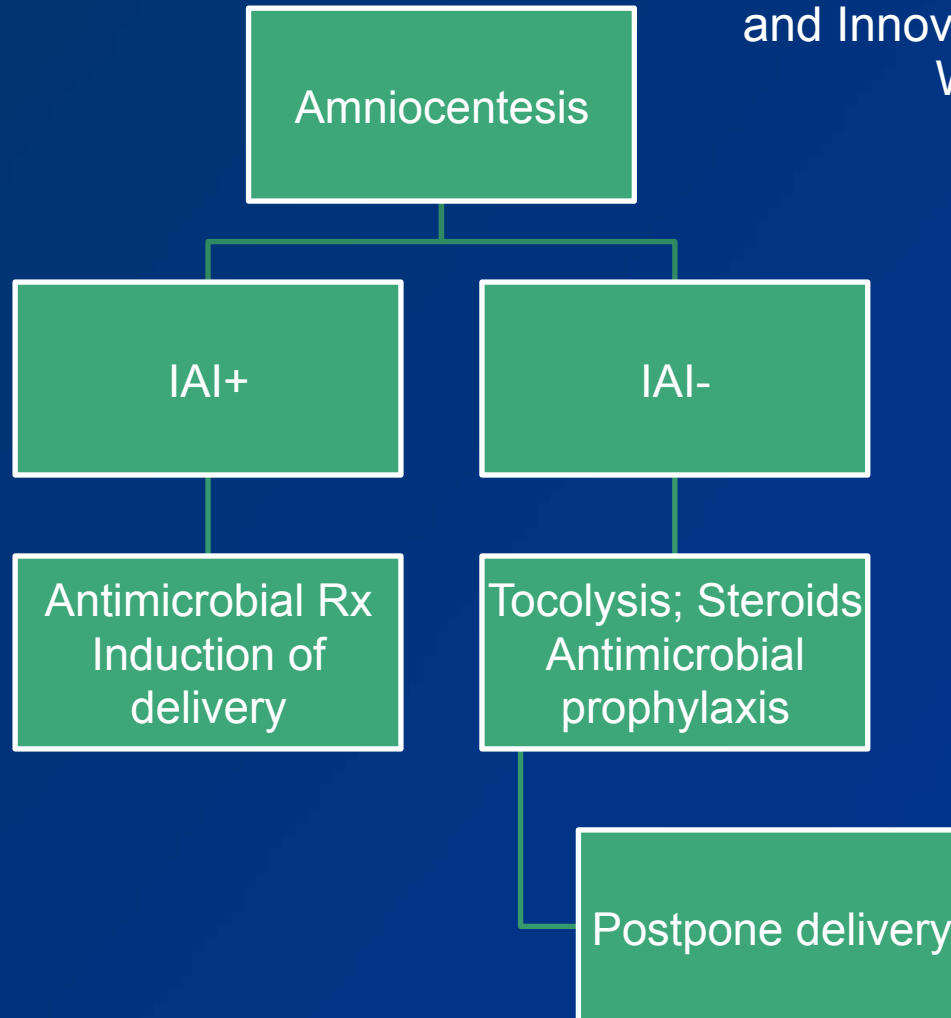 and Innov
W
Amniocentesis
IAI+
IAI-
Antimicrobial Rx
Induction of
delivery
Tocolysis; Steroids
Antimicrobial
prophylaxis
Postpone delivery